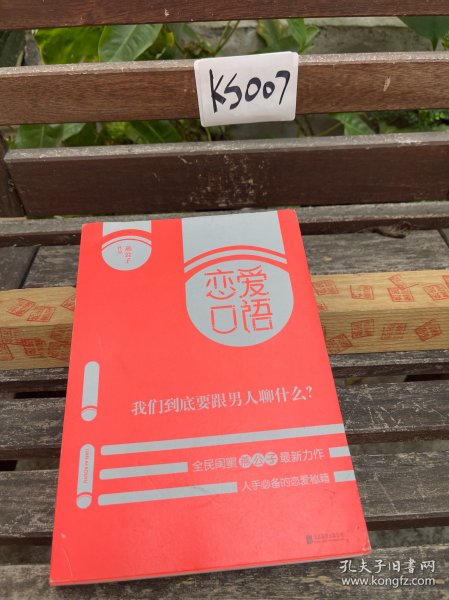 KS007
恋爱
口语
我们到底要跟男人聊什么?
全民闺蜜 公子 最新力作
人手必备的恋爱秘籍
孔夫子旧书网
www.kongfz.com